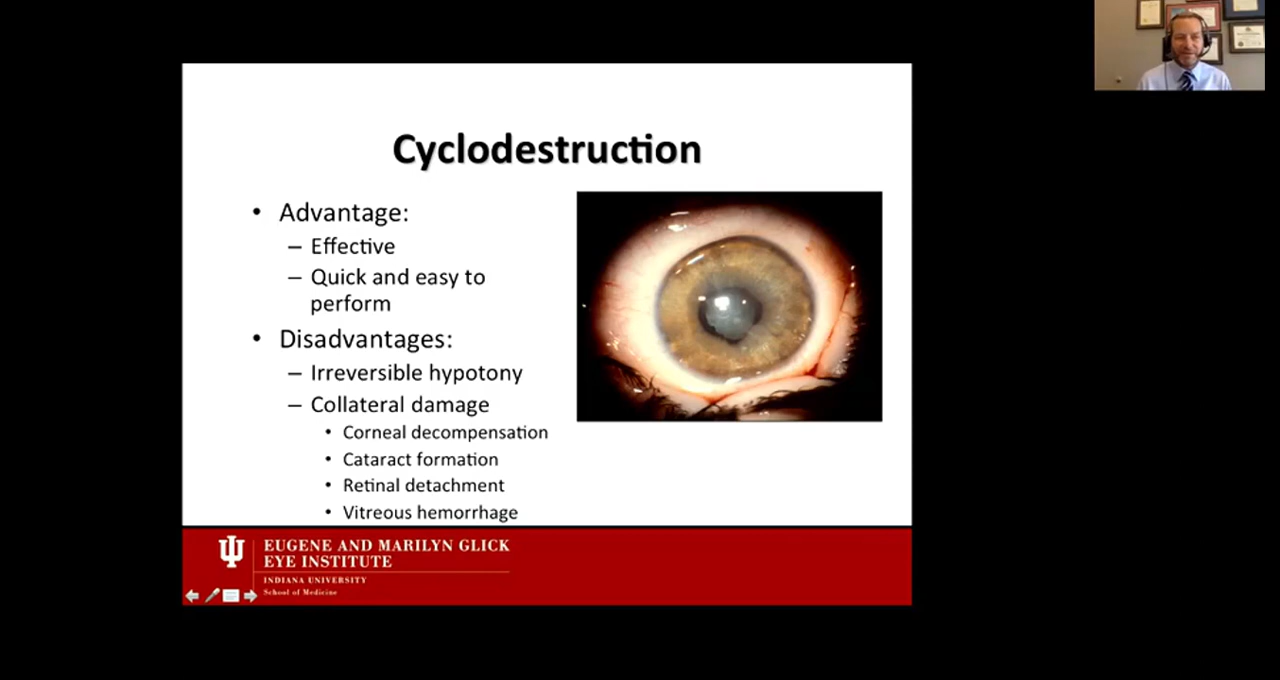 Cyclodestruction
• Advantage:
– Effective
– Quick and easy to
perform
• Disadvantages:
– Irreversible hypotony
– Collateral damage
• Corneal decompensation
• Cataract formation
• Retinal detachment
• Vitreous hemorrhage
EUGENE AND MARILYN GLICK
EYE INSTITUTE
INDIANA UNIVERSITY
School of Medicine